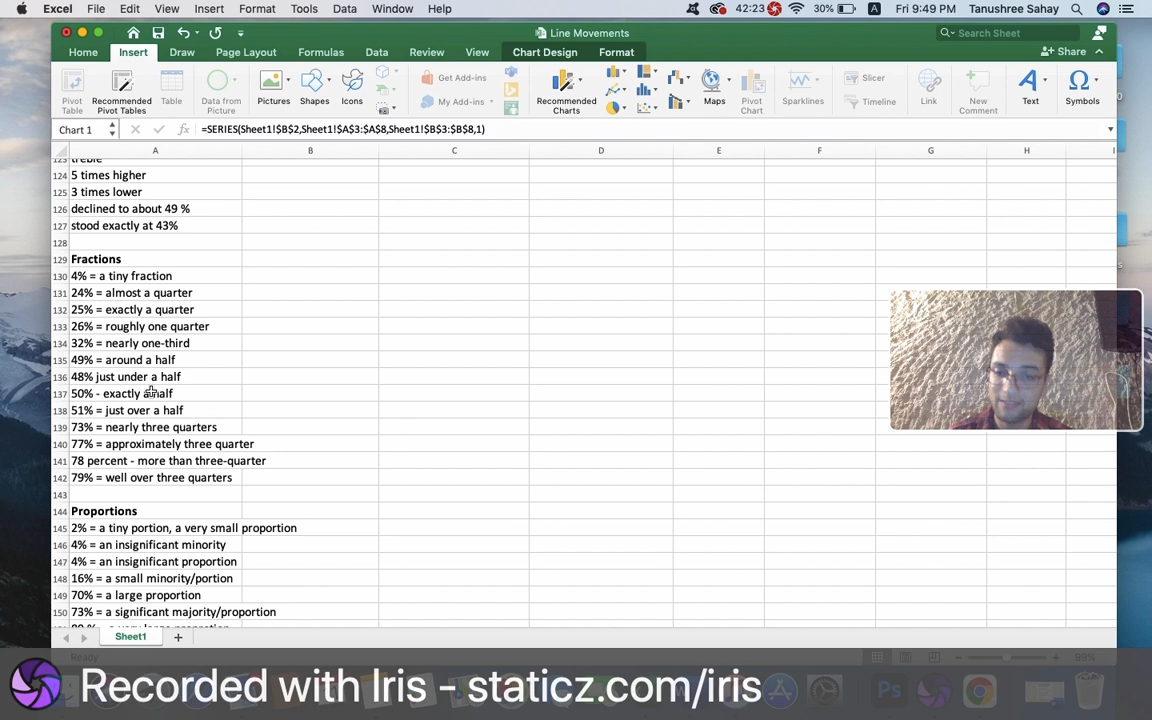 Excel File Edit View Insert Format Tools Data Window Help
42:23 30% A Fri 9:49 PM Tanushree Sahay
Line Movements
Search Sheet
Home Insert Draw Page Layout Formulas Data Review View Chart Design Format
Share
Pivot Table
Recommended Pivot Tables
Table
Data from Picture
Pictures
Shapes
Icons
Get Add-ins
My Add-ins
Recommended Charts
Maps
Pivot Chart
Sparklines
Slicer
Timeline
Link
New Comment
Text
Symbols
Chart 1 fx =SERIES(Sheet1!$B$2,Sheet1!$A$3:$A$8,Sheet1!$B$3:$B$8,1)
A B C D E F G H I
123 treble
124 5 times higher
125 3 times lower
126 declined to about 49 %
127 stood exactly at 43%
128
129 Fractions
130 4% = a tiny fraction
131 24% = almost a quarter
132 25% = exactly a quarter
133 26% = roughly one quarter
134 32% = nearly one-third
135 49% = around a half
136 48% just under a half
137 50% - exactly a half
138 51% = just over a half
139 73% = nearly three quarters
140 77% = approximately three quarter
141 78 percent - more than three-quarter
142 79% = well over three quarters
143
144 Proportions
145 2% = a tiny portion, a very small proportion
146 4% = an insignificant minority
147 4% = an insignificant proportion
148 16% = a small minority/portion
149 70% = a large proportion
150 73% = a significant majority/proportion
Sheet1
Ready
Recorded with Iris - staticz.com/iris
Ps